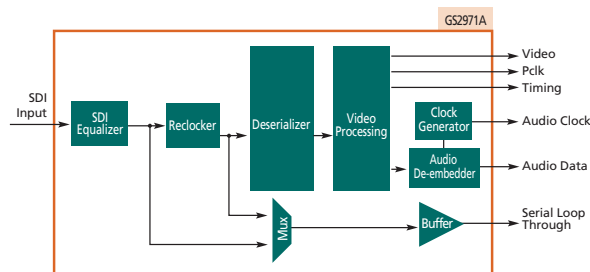 GS2971A
Video
Pclk
Timing
SDI
Input
SDI
Equalizer
Reclocker
Deserializer
Video
Processing
Clock
Generator
Audio Clock
Audio
De-embedder
Audio Data
Mux
Buffer
Serial Loop
Through